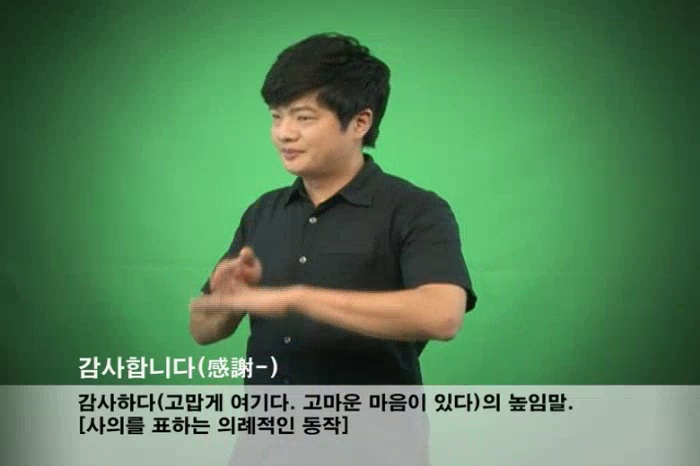 감사합니다(感謝-)
감사하다(고맙게 여기다. 고마운 마음이 있다)의 높임말.
[사의를 표하는 의례적인 동작]